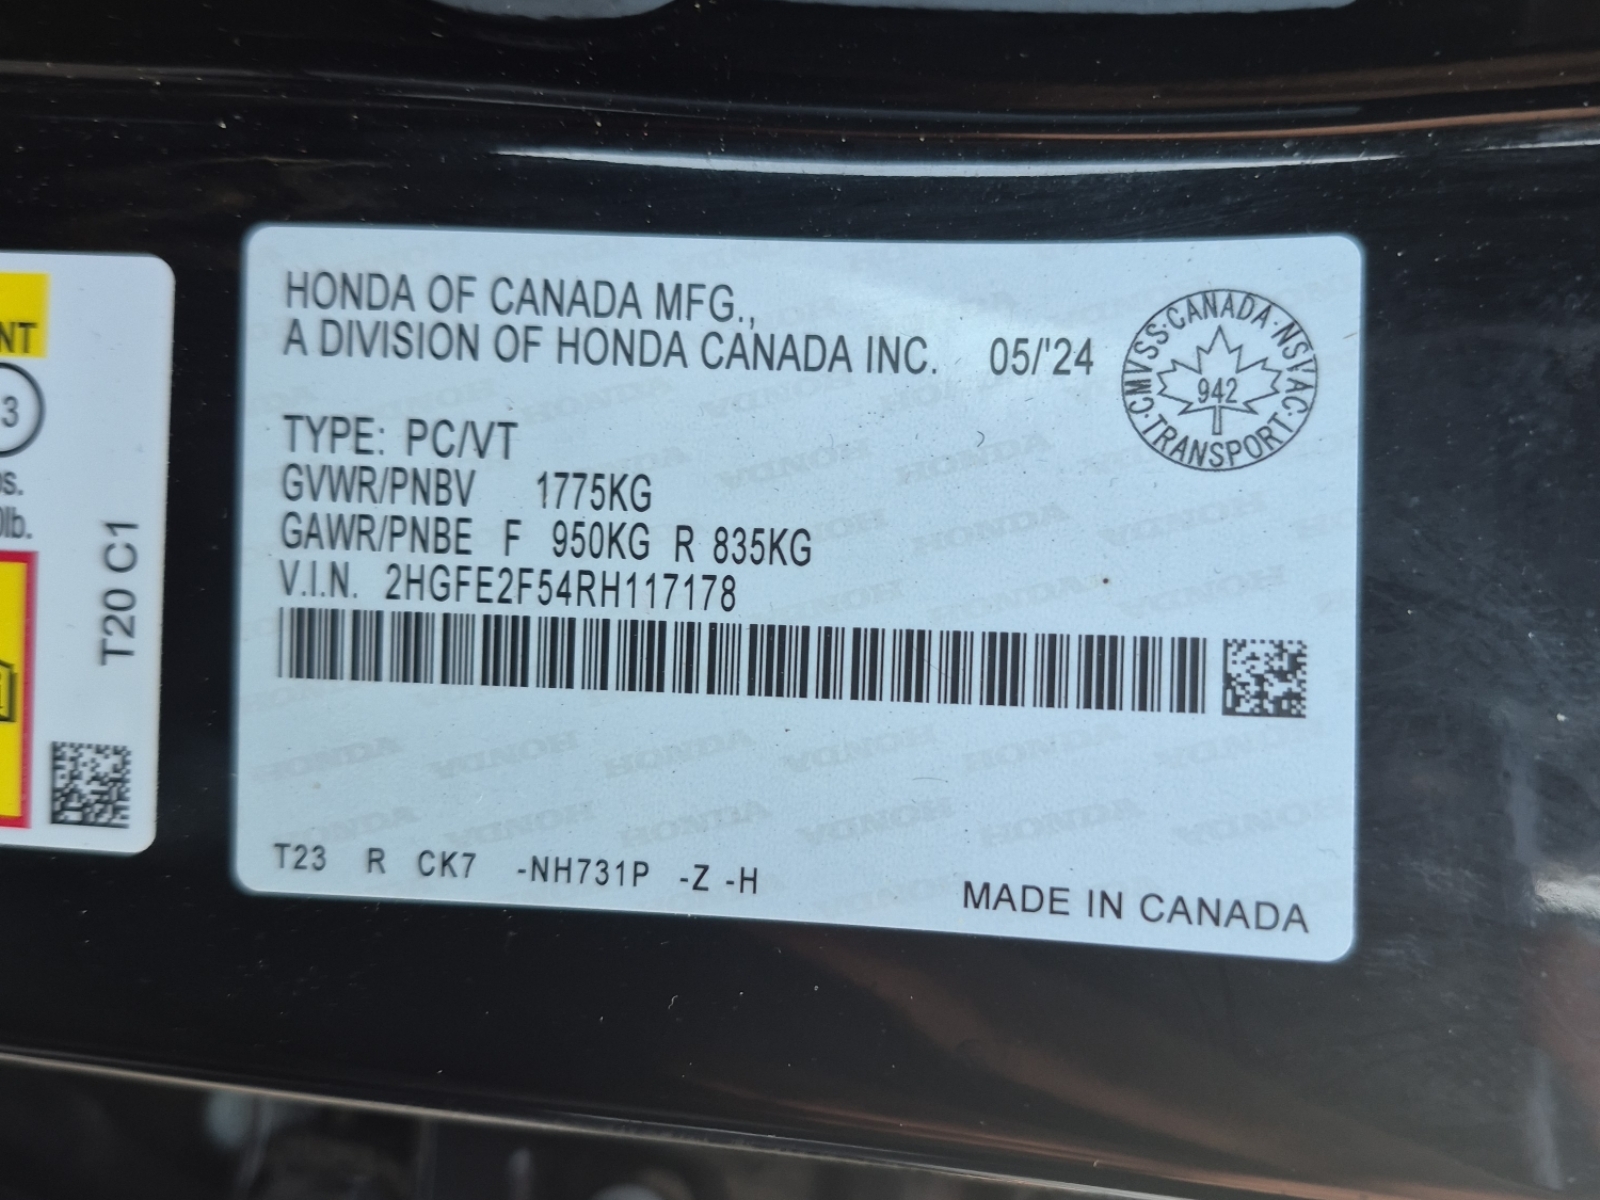 HONDA OF CANADA MFG.,
A DIVISION OF HONDA CANADA INC. 05/'24
CMVSS·CANADA·NSVAC·TRANSPORT·
942
TYPE: PC/VT
GVWR/PNBV 1775KG
GAWR/PNBE F 950KG R 835KG
V.I.N. 2HGFE2F54RH117178
T23 R CK7 -NH731P -Z -H
MADE IN CANADA
NT
3
s.
lb.
T20 C1